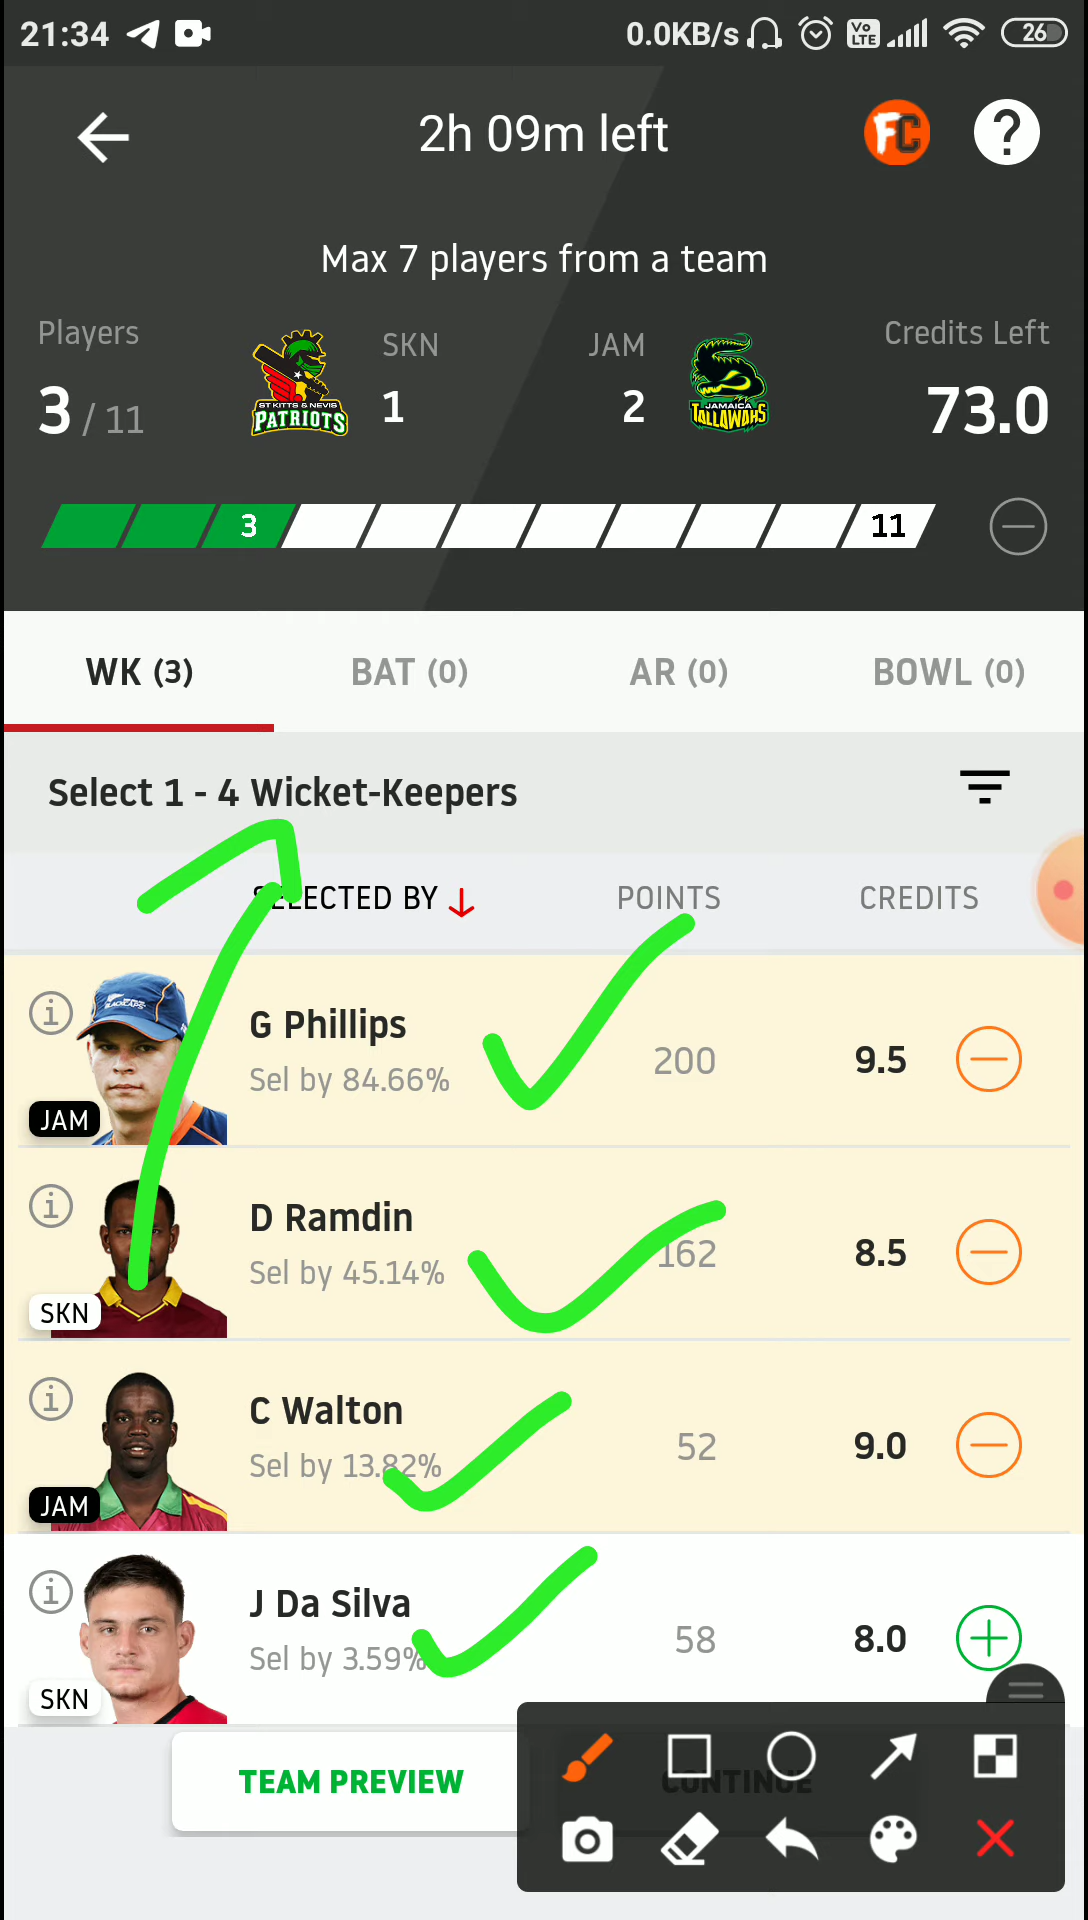 21:34 0.0KB/s Vo LTE 26
2h 09m left FC ?
Max 7 players from a team
Players SKN JAM Credits Left
3 / 11 1 2 73.0
ST KITTS & NEVIS PATRIOTS
JAMAICA TALLAWAHS
3 11
WK (3) BAT (0) AR (0) BOWL (0)
Select 1 - 4 Wicket-Keepers
SELECTED BY POINTS CREDITS
G Phillips
Sel by 84.66% 200 9.5
JAM
D Ramdin
Sel by 45.14% 162 8.5
SKN
C Walton
Sel by 13.82% 52 9.0
JAM
J Da Silva
Sel by 3.59% 58 8.0
SKN
TEAM PREVIEW CONTINUE